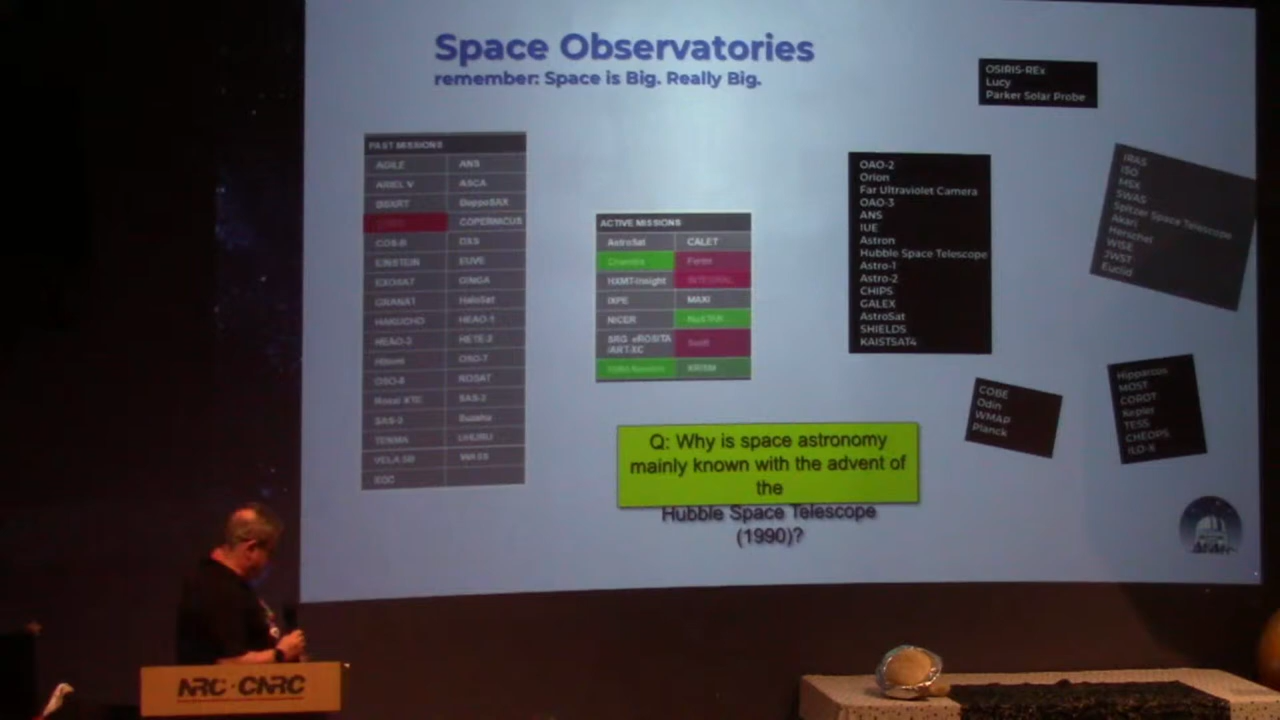 Space Observatories
remember: Space is Big. Really Big.
OSIRIS-REx
Lucy
Parker Solar Probe
PAST MISSIONS
AGILE ANS
ARIEL V ASCA
BeppoSAX
COPERNICUS
COS-B DXS
EINSTEIN EUVE
EXOSAT GINGA
GRANAT HaloSat
HAKUCHO HEAO-1
HEAO-3 HETE-2
Hitomi OSO-7
OSO-8 ROSAT
Rossi XTE SAS-2
SAS-3 Suzaku
TENMA UHURU
VELA 5B
ACTIVE MISSIONS
AstroSat CALET
Chandra Fermi
HXMT-Insight INTEGRAL
IXPE MAXI
NICER NuSTAR
SRG eROSITA
/ART-XC Swift
XRISM
OAO-2
Orion
Far Ultraviolet Camera
OAO-3
ANS
IUE
Astron
Hubble Space Telescope
Astro-1
Astro-2
CHIPS
GALEX
AstroSat
SHIELDS
KAISTSAT4
IRAS
ISO
MSX
SWAS
Spitzer Space Telescope
Akari
Herschel
WISE
JWST
Euclid
COBE
Odin
WMAP
Planck
Hipparcos
MOST
COROT
Kepler
TESS
CHEOPS
ILO-X
Q: Why is space astronomy
mainly known with the advent of
the
Hubble Space Telescope
(1990)?
NRC·CNRC